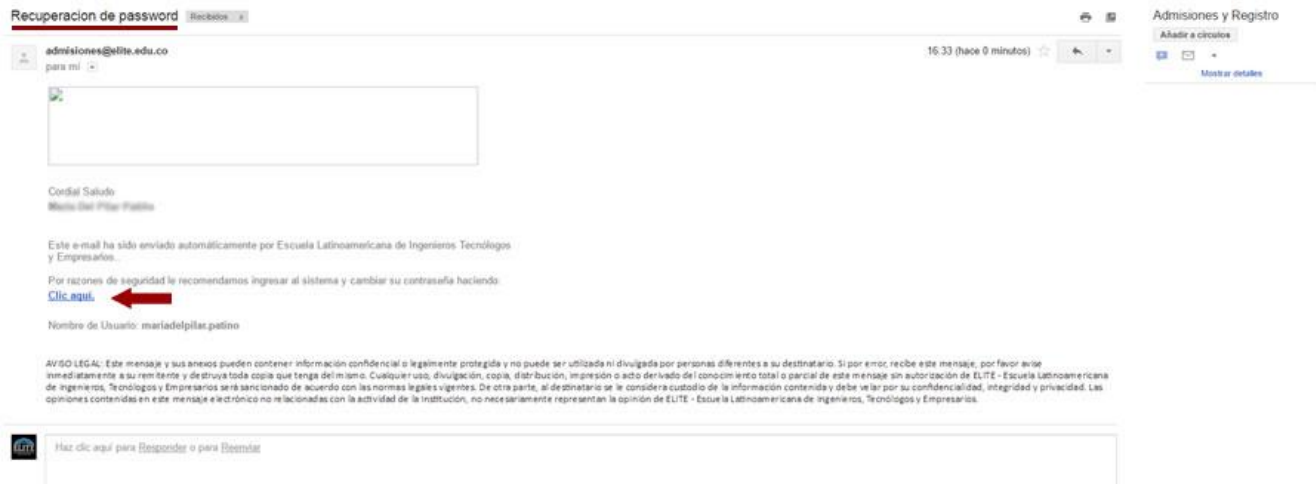 Recuperacion de password Recibidos x
Admisiones y Registro
Añadir a círculos
Mostrar detalles
admisiones@elite.edu.co
16:33 (hace 0 minutos)
para mí
Cordial Saludo
Este e-mail ha sido enviado automáticamente por Escuela Latinoamericana de Ingenieros Tecnólogos
y Empresarios..
Por razones de seguridad le recomendamos ingresar al sistema y cambiar su contraseña haciendo:
Clic aquí.
Nombre de Usuario: mariadelpilar.patino
AVISO LEGAL: Este mensaje y sus anexos pueden contener información confidencial o legalmente protegida y no puede ser utilizada ni divulgada por personas diferentes a su destinatario. Si por error, recibe este mensaje, por favor avise
inmediatamente a su remitente y destruya toda copia que tenga del mismo. Cualquier uso, divulgación, copia, distribución, impresión o acto derivado del conocimiento total o parcial de este mensaje sin autorización de ELITE - Escuela Latinoamericana
de Ingenieros, Tecnólogos y Empresarios será sancionado de acuerdo con las normas legales vigentes. De otra parte, al destinatario se le considera custodio de la información contenida y debe velar por su confidencialidad, integridad y privacidad. Las
opiniones contenidas en este mensaje electrónico no relacionadas con la actividad de la Institución, no necesariamente representan la opinión de ELITE - Escuela Latinoamericana de Ingenieros, Tecnólogos y Empresarios.
ELITE
Haz clic aquí para Responder o para Reenviar